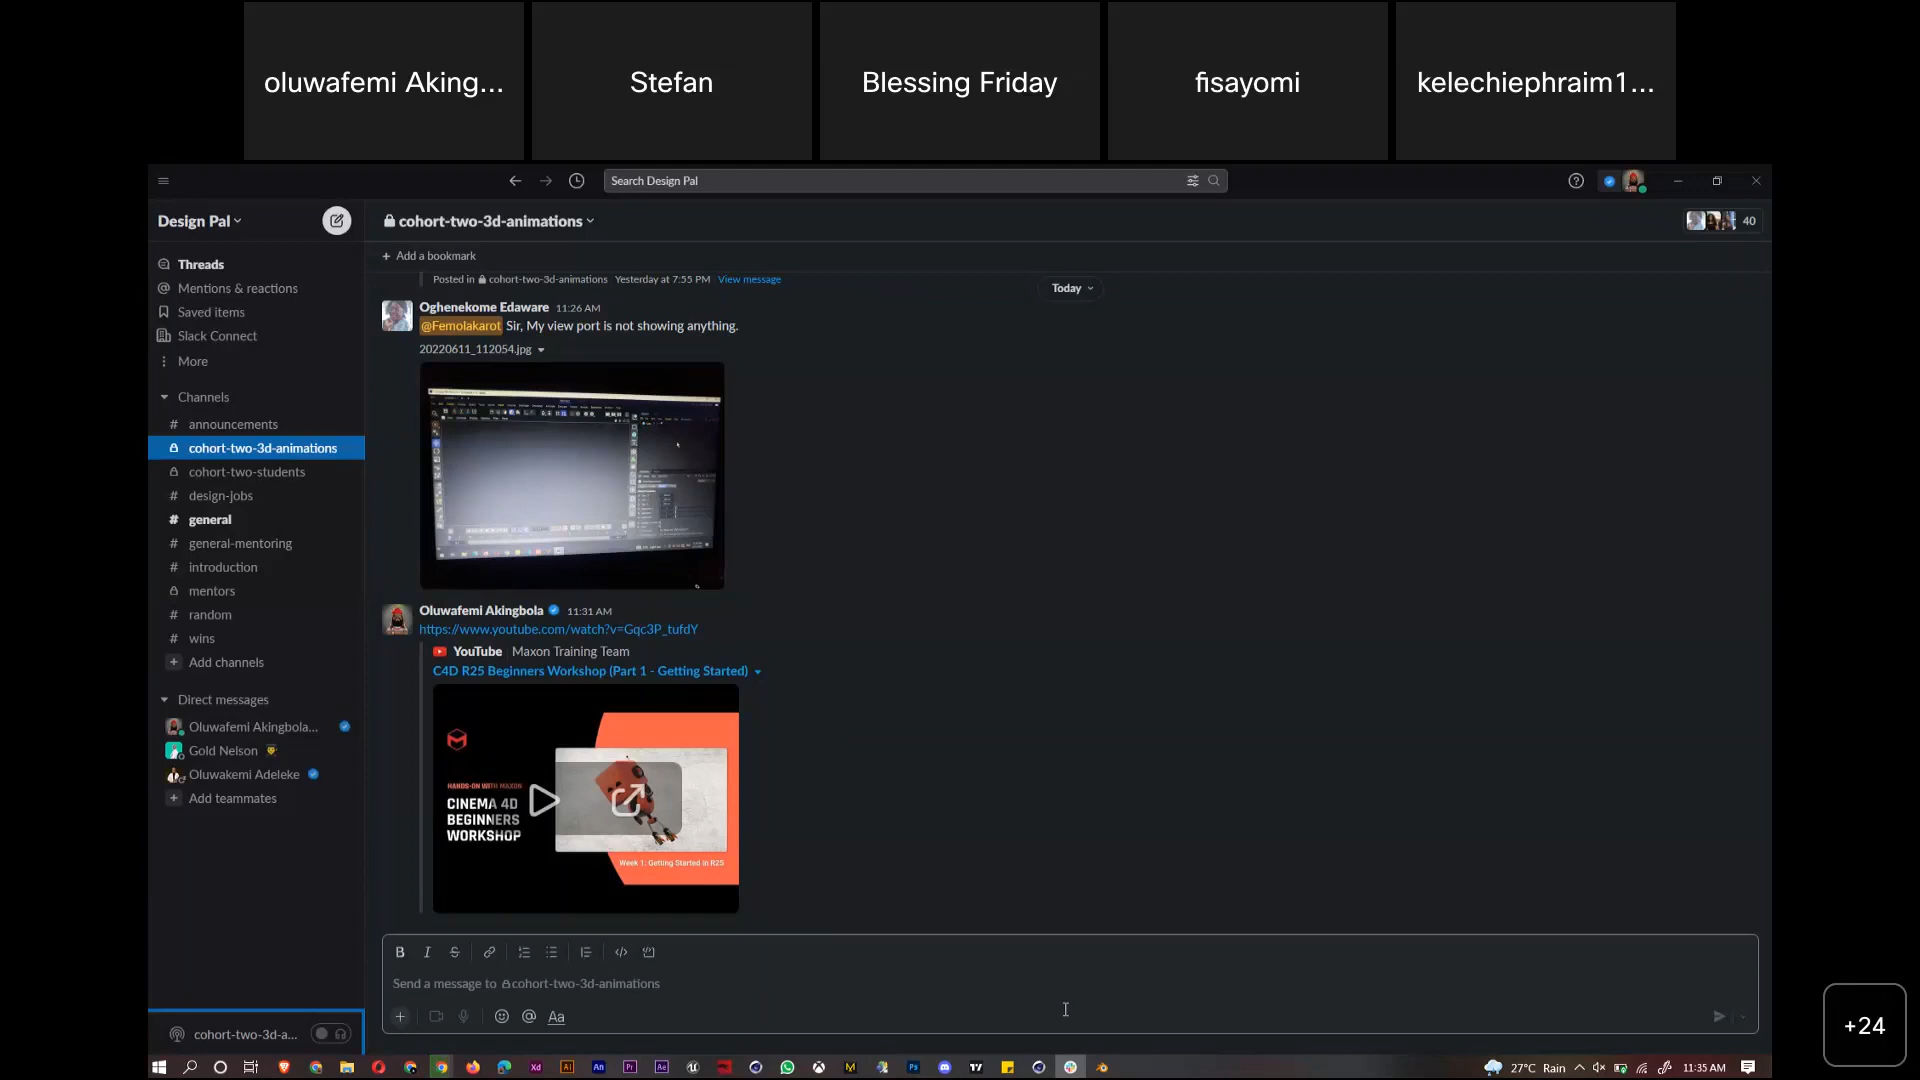 oluwafemi Aking...
Stefan
Blessing Friday
fisayomi
kelechiephraim1...
Search Design Pal
Design Pal
cohort-two-3d-animations
40
Add a bookmark
Threads
Mentions & reactions
Saved items
Slack Connect
More
Channels
announcements
cohort-two-3d-animations
cohort-two-students
design-jobs
general
general-mentoring
introduction
mentors
random
wins
Add channels
Direct messages
Oluwafemi Akingbola...
Gold Nelson
Oluwakemi Adeleke
Add teammates
cohort-two-3d-a...
Posted in cohort-two-3d-animations Yesterday at 7:55 PM View message
Today
Oghenekome Edaware 11:26 AM
@Femolakarot Sir, My view port is not showing anything.
20220611_112054.jpg
Oluwafemi Akingbola 11:31 AM
https://www.youtube.com/watch?v=Gqc3P_tufdY
YouTube Maxon Training Team
C4D R25 Beginners Workshop (Part 1 - Getting Started)
HANDS-ON WITH MAXON
CINEMA 4D
BEGINNERS
WORKSHOP
Week 1: Getting Started in R25
B I S
Send a message to cohort-two-3d-animations
@ Aa
+24
Xd Ai An Pr Ae M Ps
27°C Rain
11:35 AM